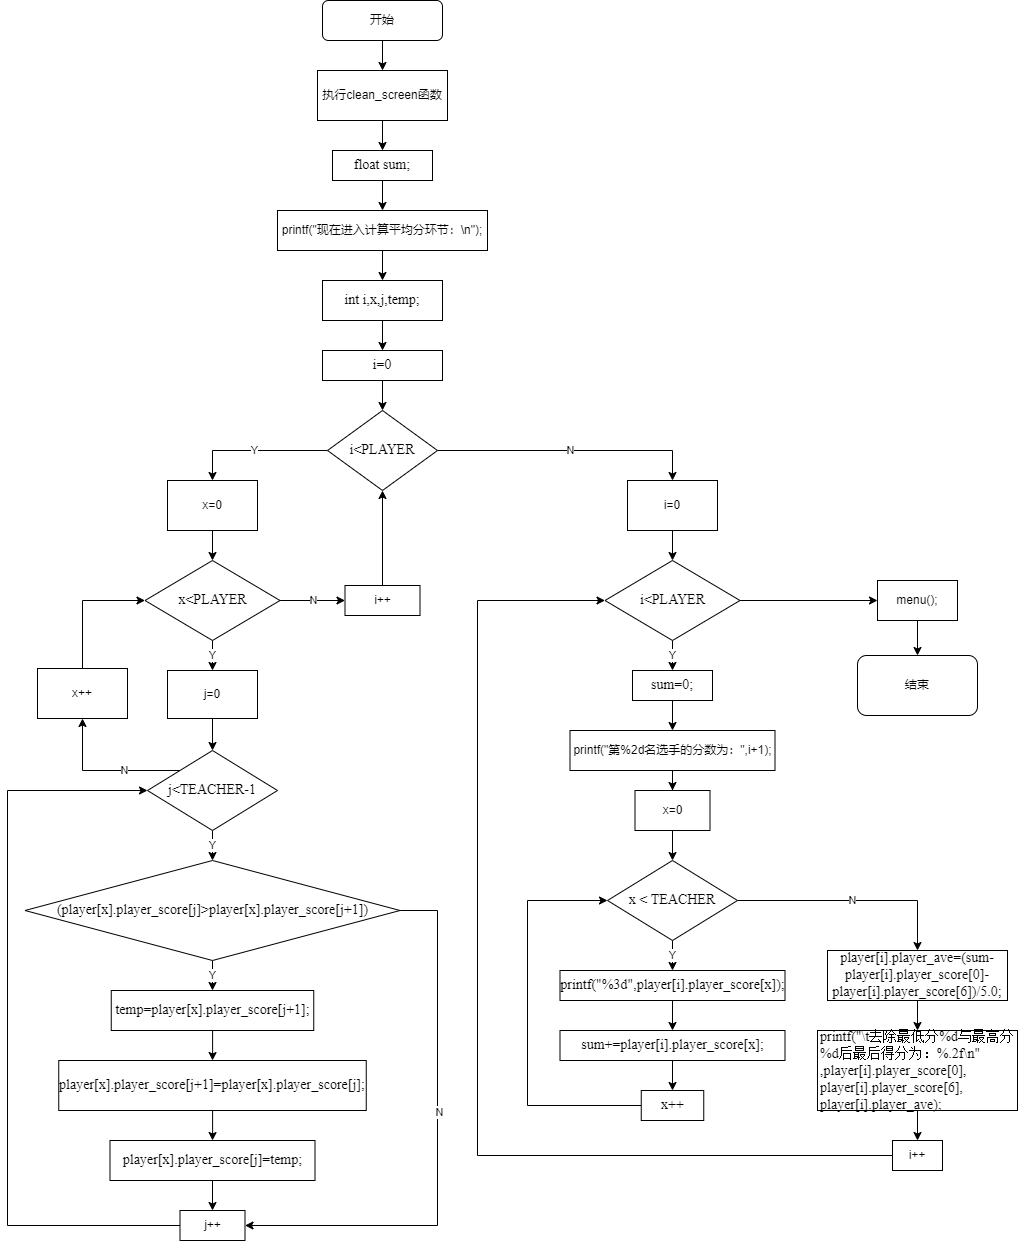 开始
执行clean_screen函数
float sum;
printf("现在进入计算平均分环节：\n");
int i,x,j,temp;
i=0
i<PLAYER
Y
N
x=0
i=0
x<PLAYER
N
i++
i<PLAYER
menu();
Y
Y
x++
j=0
sum=0;
结束
printf("第%2d名选手的分数为：",i+1);
N
j<TEACHER-1
x=0
Y
x < TEACHER
N
(player[x].player_score[j]>player[x].player_score[j+1])
Y
Y
printf("%3d",player[i].player_score[x]);
player[i].player_ave=(sum-
player[i].player_score[0]-
player[i].player_score[6])/5.0;
temp=player[x].player_score[j+1];
sum+=player[i].player_score[x];
printf("\t去除最低分%d与最高分
%d后最后得分为：%.2f\n"
,player[i].player_score[0],
player[i].player_score[6],
player[i].player_ave);
player[x].player_score[j+1]=player[x].player_score[j];
x++
N
player[x].player_score[j]=temp;
i++
j++